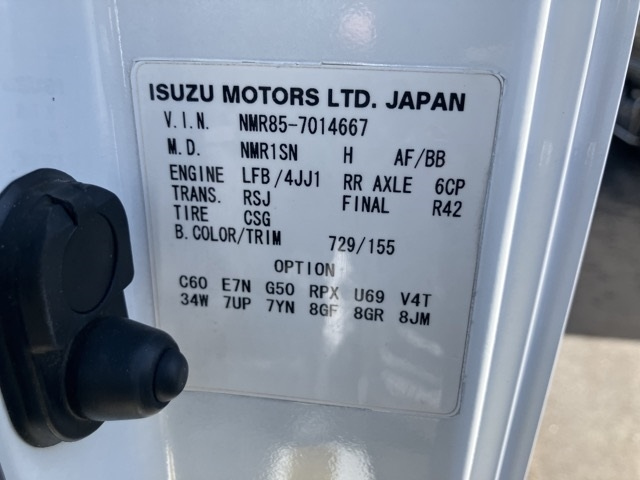 ISUZU MOTORS LTD. JAPAN
V.I.N. NMR85-7014667
M.D. NMR1SN H AF/BB
ENGINE LFB/4JJ1 RR AXLE 6CP
TRANS. RSJ FINAL R42
TIRE CSG
B.COLOR/TRIM 729/155
OPTION
C60 E7N G50 RPX U69 V4T
34W 7UP 7YN 8GF 8GR 8JM